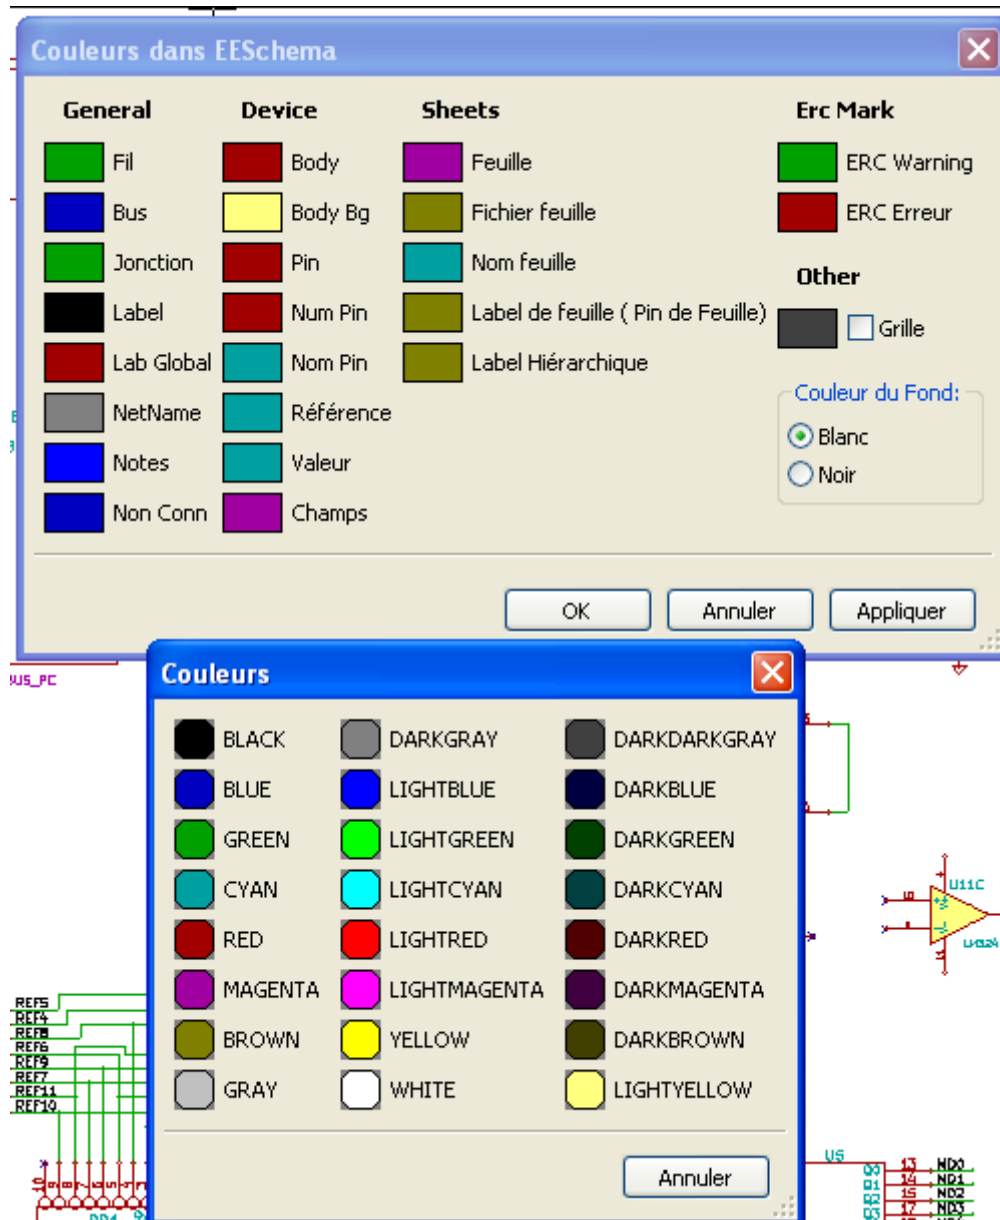 Couleurs dans EESchema
General Device Sheets Erc Mark
Fil Body Feuille ERC Warning
Bus Body Bg Fichier feuille ERC Erreur
Jonction Pin Nom feuille Other
Label Num Pin Label de feuille ( Pin de Feuille) Grille
Lab Global Nom Pin Label Hiérarchique
Couleur du Fond:
NetName Référence Blanc
Notes Valeur Noir
Non Conn Champs
OK Annuler Appliquer
Couleurs
BLACK DARKGRAY DARKDARKGRAY
BLUE LIGHTBLUE DARKBLUE
GREEN LIGHTGREEN DARKGREEN
CYAN LIGHTCYAN DARKCYAN
RED LIGHTRED DARKRED
MAGENTA LIGHTMAGENTA DARKMAGENTA
BROWN YELLOW DARKBROWN
GRAY WHITE LIGHTYELLOW
Annuler
U11C
REF5
REF4
REF8
REF6
REF9
REF7
REF11
REF10
U5
13 ND0
14 ND1
15 ND2
17 ND3